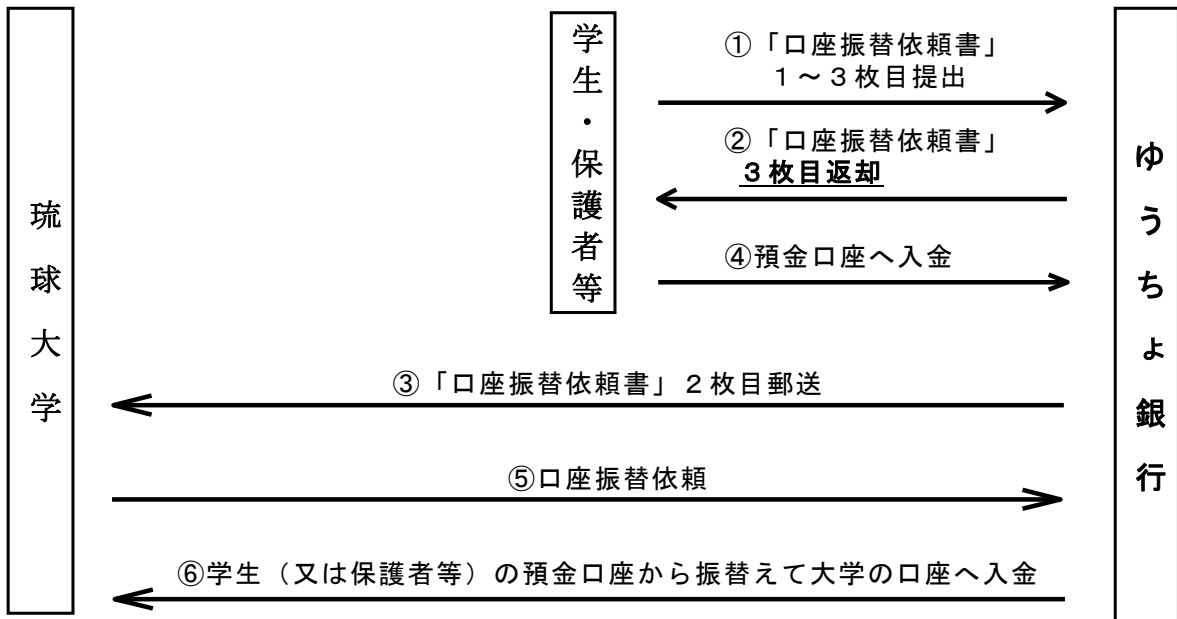 琉球大学
学生・保護者等
ゆうちょ銀行
①「口座振替依頼書」
1～3枚目提出
②「口座振替依頼書」
3枚目返却
④預金口座へ入金
③「口座振替依頼書」2枚目郵送
⑤口座振替依頼
⑥学生（又は保護者等）の預金口座から振替えて大学の口座へ入金